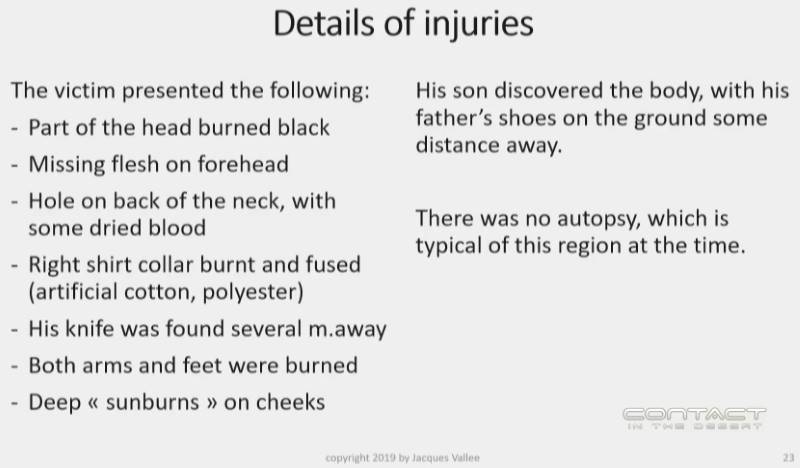 Details of injuries
The victim presented the following:
- Part of the head burned black
- Missing flesh on forehead
- Hole on back of the neck, with
some dried blood
- Right shirt collar burnt and fused
(artificial cotton, polyester)
- His knife was found several m.away
- Both arms and feet were burned
- Deep « sunburns » on cheeks
His son discovered the body, with his
father’s shoes on the ground some
distance away.
There was no autopsy, which is
typical of this region at the time.
CONTACT
IN THE DESERT
copyright 2019 by Jacques Vallee
23